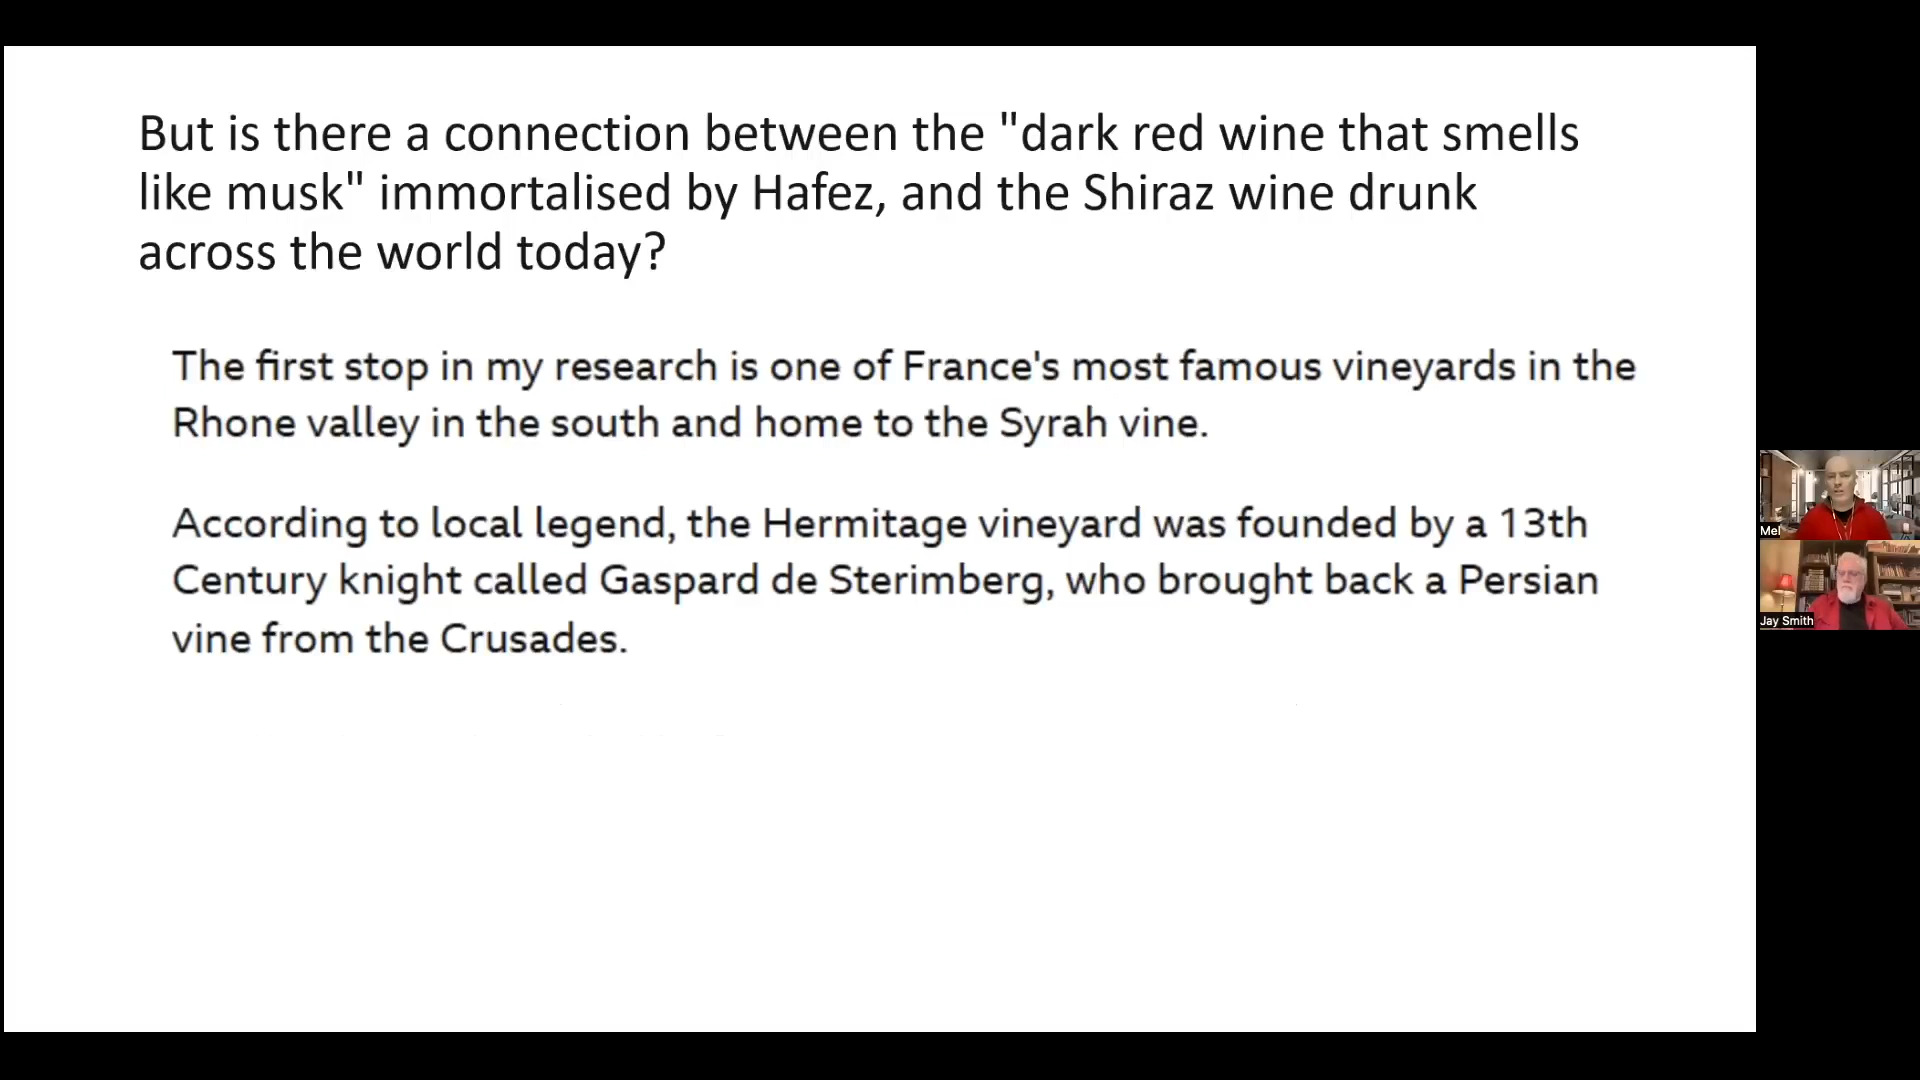 But is there a connection between the "dark red wine that smells
like musk" immortalised by Hafez, and the Shiraz wine drunk
across the world today?
The first stop in my research is one of France's most famous vineyards in the
Rhone valley in the south and home to the Syrah vine.
According to local legend, the Hermitage vineyard was founded by a 13th
Century knight called Gaspard de Sterimberg, who brought back a Persian
vine from the Crusades.
Mel
Jay Smith